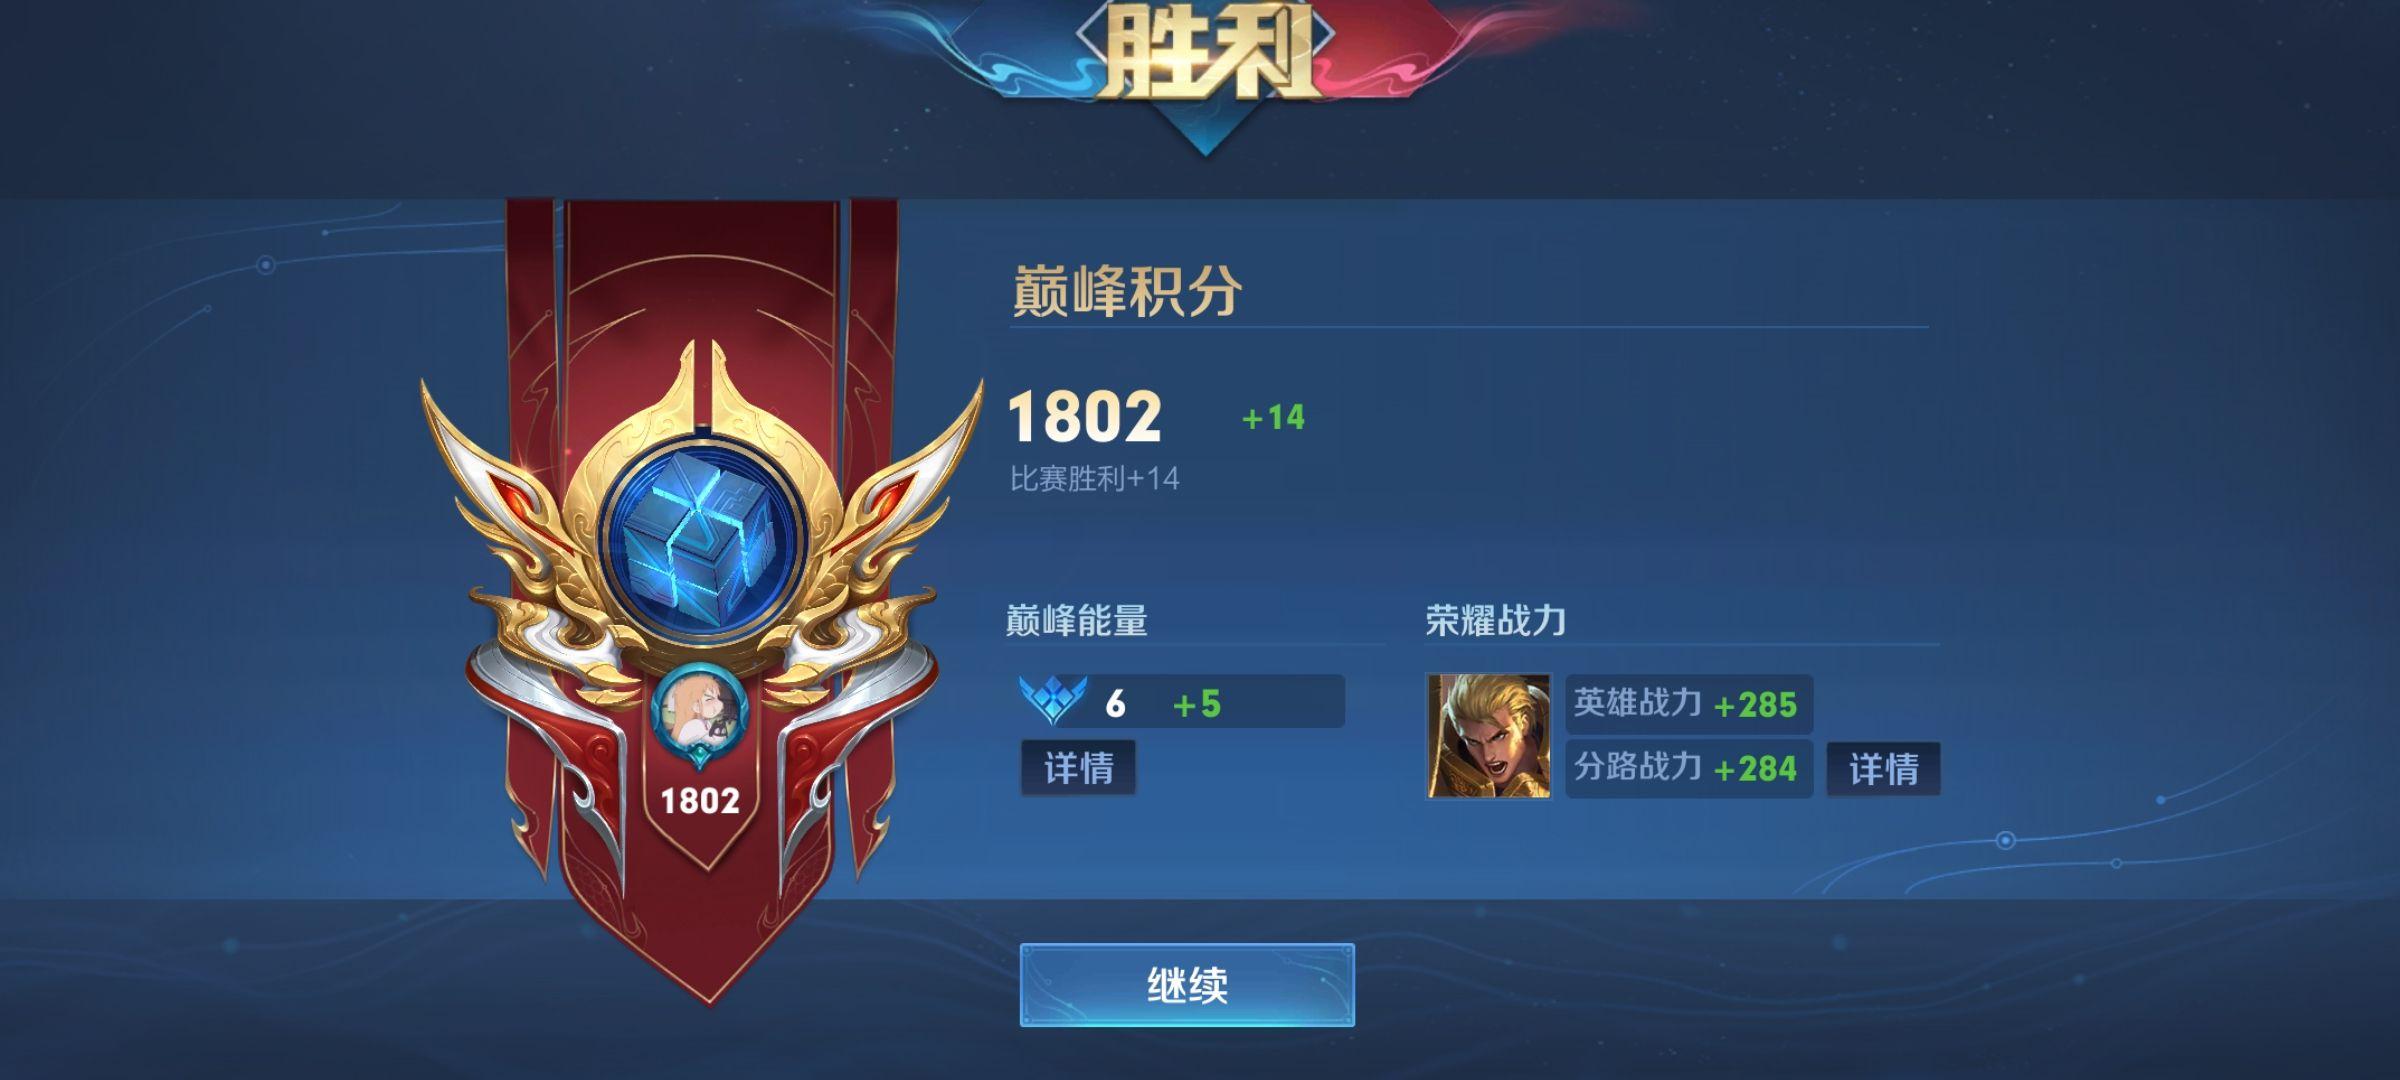 胜利
巅峰积分
1802 +14
比赛胜利+14
巅峰能量
6 +5
详情
荣耀战力
英雄战力 +285
分路战力 +284
详情
1802
继续